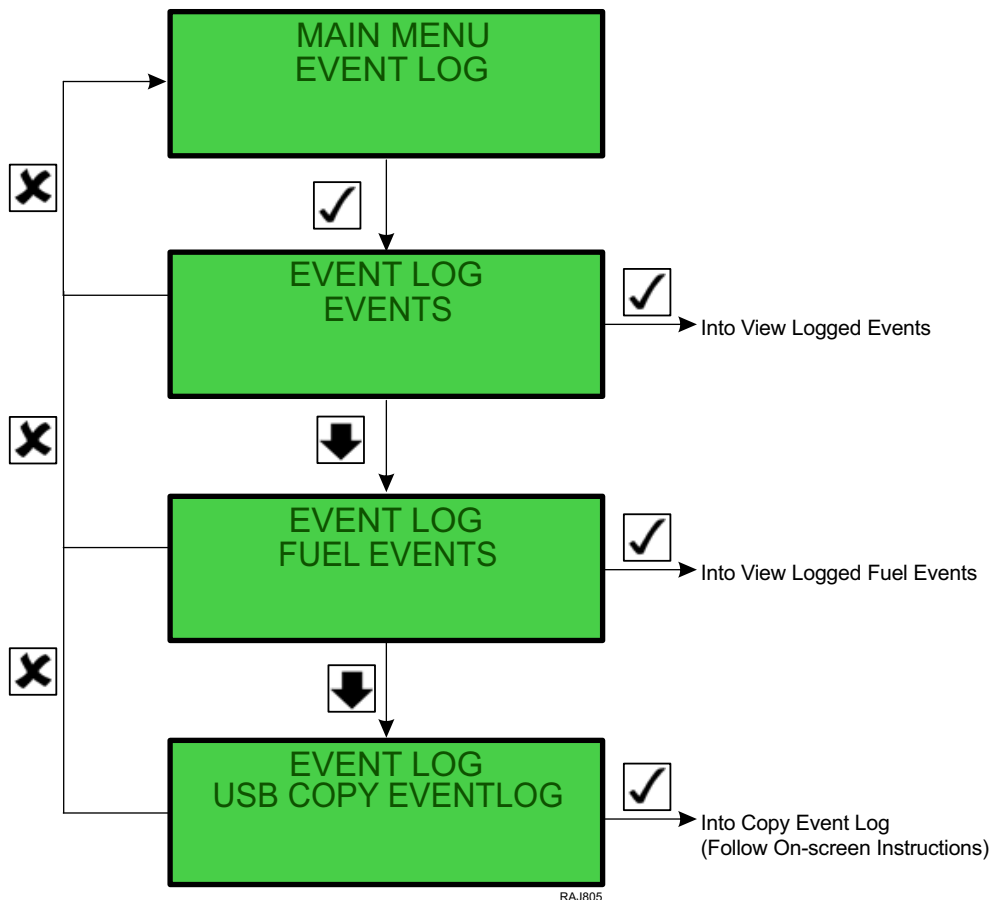 MAIN MENU
EVENT LOG
EVENT LOG
EVENTS
Into View Logged Events
EVENT LOG
FUEL EVENTS
Into View Logged Fuel Events
EVENT LOG
USB COPY EVENTLOG
Into Copy Event Log
(Follow On-screen Instructions)
RAJ805